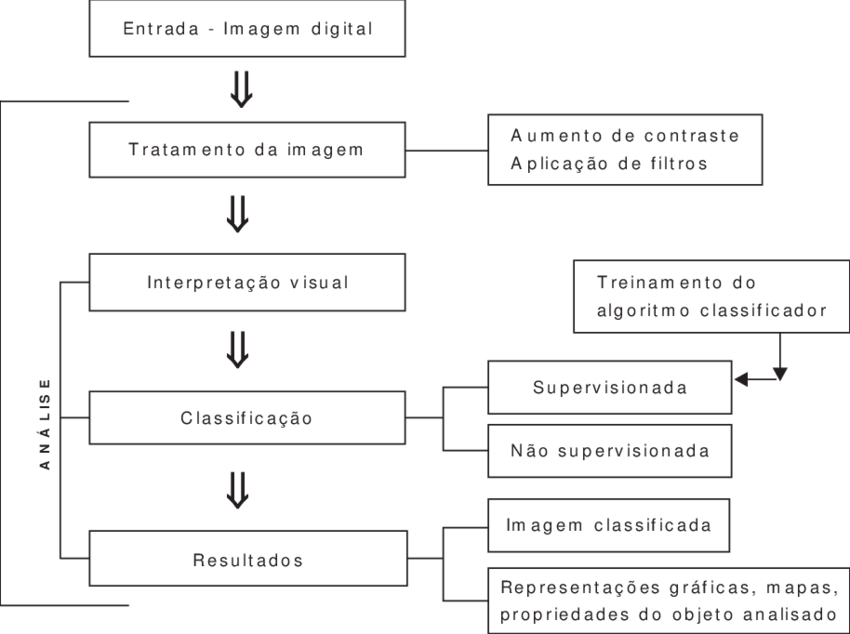 Entrada - Imagem digital
Tratamento da imagem
Aumento de contraste
Aplicação de filtros
Interpretação visual
Treinamento do
algoritmo classificador
ANÁLISE
Classificação
Supervisionada
Não supervisionada
Resultados
Imagem classificada
Representações gráficas, mapas,
propriedades do objeto analisado